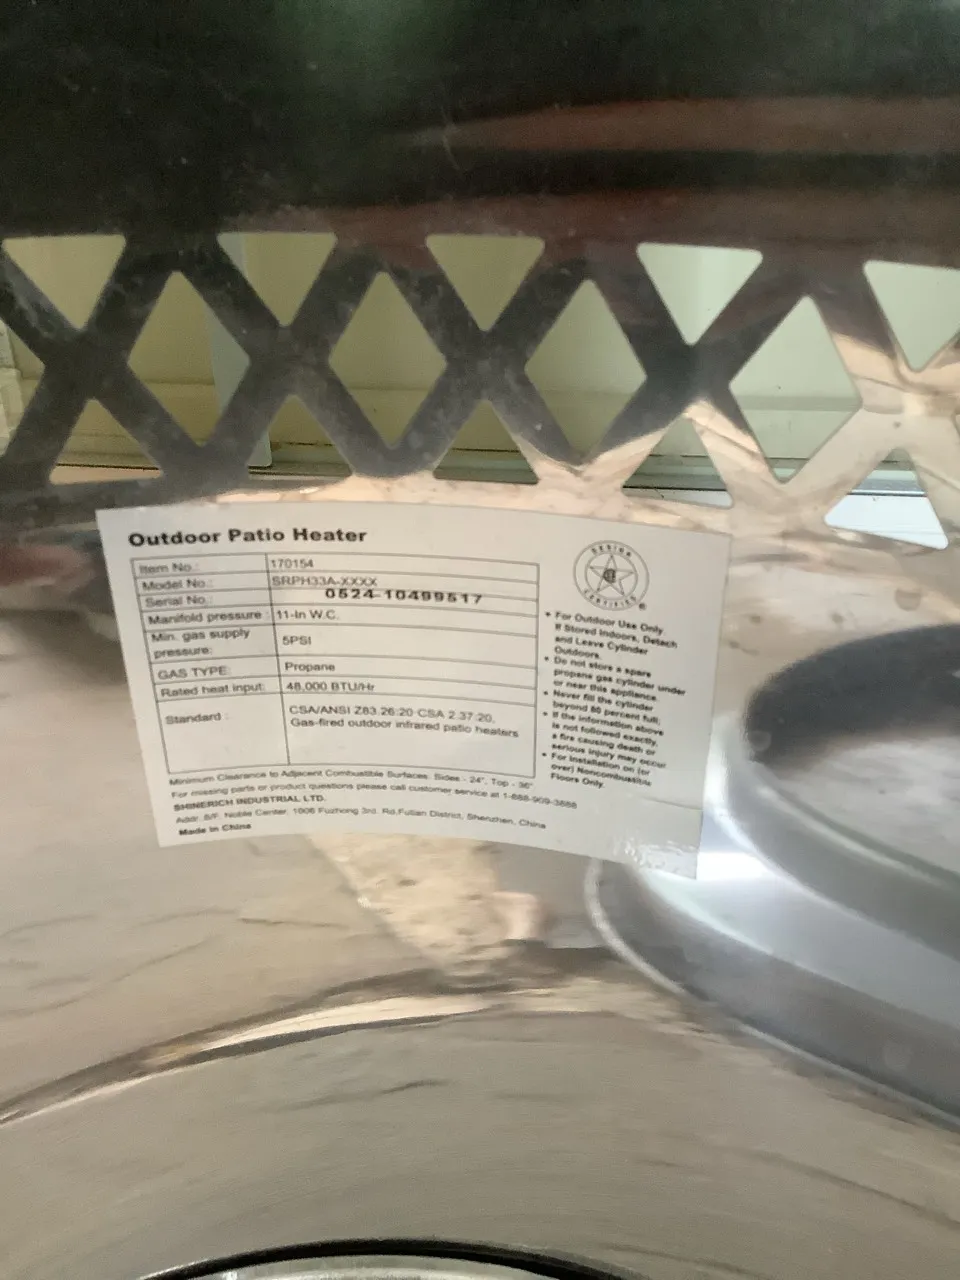 Outdoor Patio Heater
Item No.: 170154
Model No.: SRPH33A-XXXX
Serial No.: 0524-10499517
Manifold pressure : 11-In W.C.
Min. gas supply pressure: 5PSI
GAS TYPE: Propane
Rated heat input: 48,000 BTU/Hr
Standard : CSA/ANSI Z83.26:20·CSA 2.37:20,
Gas-fired outdoor infrared patio heaters
DESIGN
CERTIFIED
®
• For Outdoor Use Only.
If Stored Indoors, Detach
and Leave Cylinder
Outdoors.
• Do not store a spare
propane gas cylinder under
or near this appliance.
• Never fill the cylinder
beyond 80 percent full;
• If the information above
is not followed exactly,
a fire causing death or
serious injury may occur
• For installation on (or
over) Noncombustible
Floors Only.
Minimum Clearance to Adjacent Combustible Surfaces: Sides - 24", Top - 36"
For missing parts or product questions please call customer service at 1-888-909-3888
SHINERICH INDUSTRIAL LTD.
Addr. 8/F. Noble Center, 1006 Fuzhong 3rd. Rd.Futian District, Shenzhen, China
Made in China